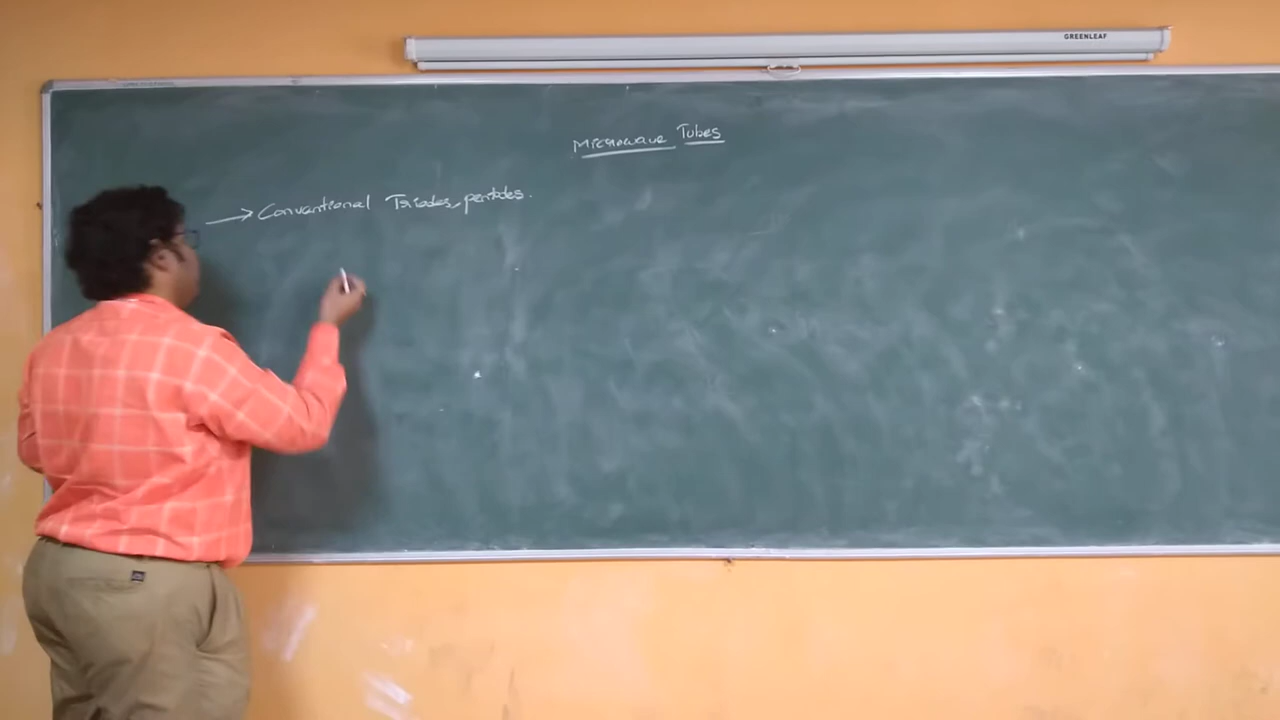 GREENLEAF
Microwave Tubes
→ Conventional Triodes, pentodes.